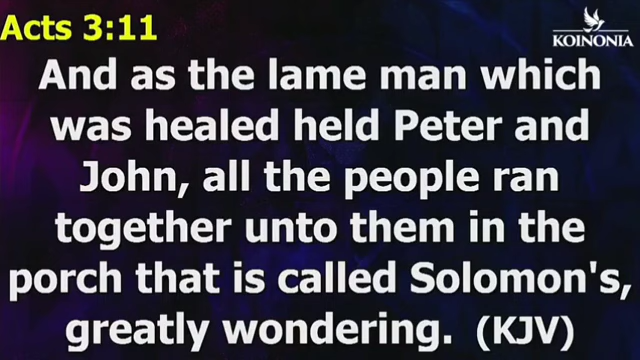 Acts 3:11
KOINONIA
And as the lame man which
was healed held Peter and
John, all the people ran
together unto them in the
porch that is called Solomon's,
greatly wondering. (KJV)